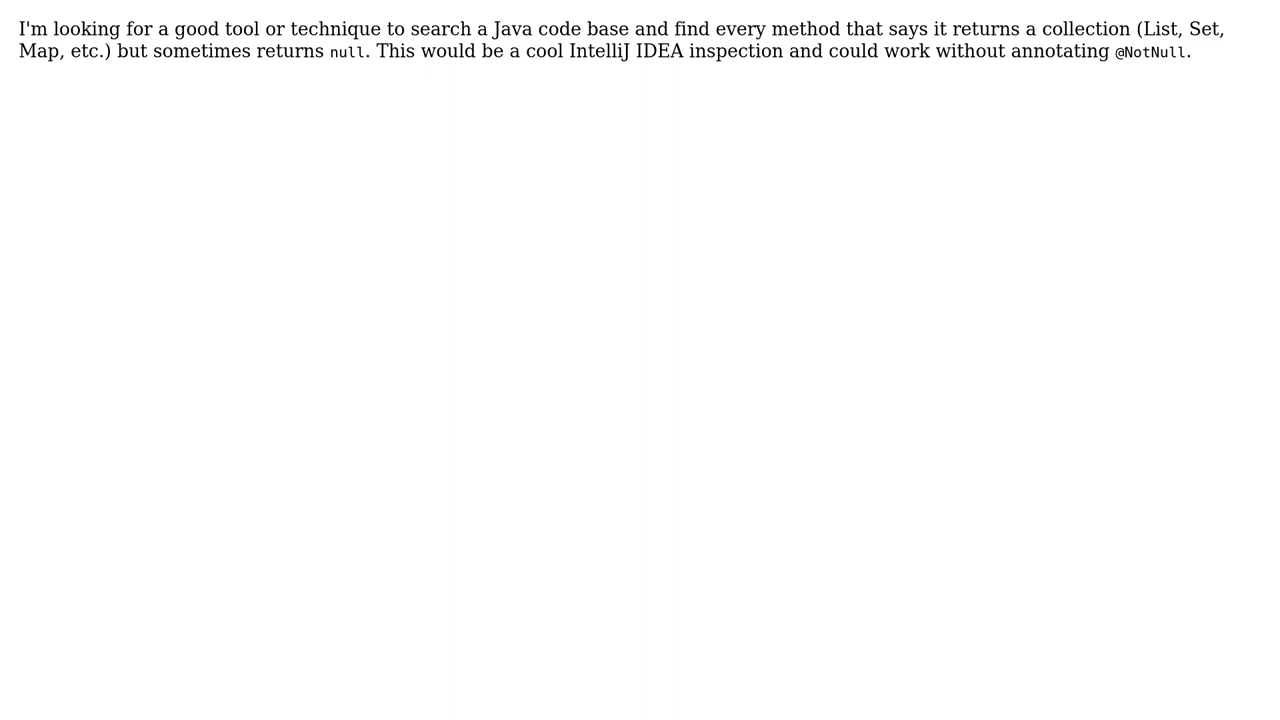 I'm looking for a good tool or technique to search a Java code base and find every method that says it returns a collection (List, Set,
Map, etc.) but sometimes returns null. This would be a cool IntelliJ IDEA inspection and could work without annotating @NotNull.